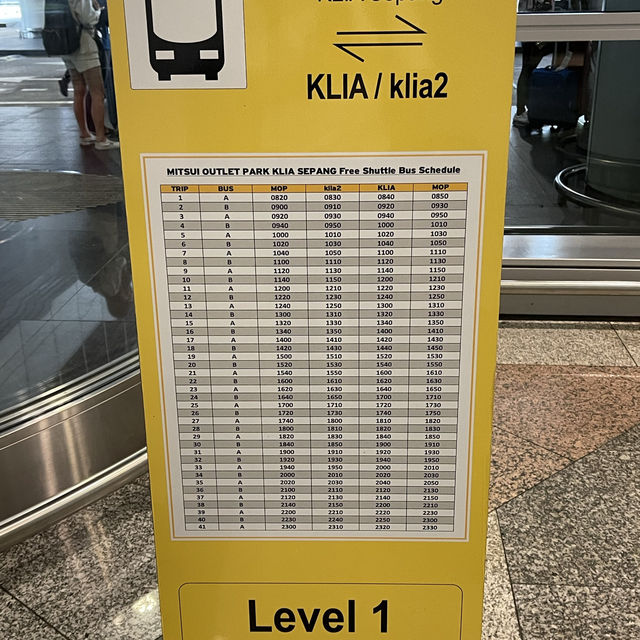 KLIA Sepang
KLIA / klia2
MITSUI OUTLET PARK KLIA SEPANG Free Shuttle Bus Schedule
TRIP BUS MOP klia2 KLIA MOP
1 A 0820 0830 0840 0850
2 B 0900 0910 0920 0930
3 A 0920 0930 0940 0950
4 B 0940 0950 1000 1010
5 A 1000 1010 1020 1030
6 B 1020 1030 1040 1050
7 A 1040 1050 1100 1110
8 B 1100 1110 1120 1130
9 A 1120 1130 1140 1150
10 B 1140 1150 1200 1210
11 A 1200 1210 1220 1230
12 B 1220 1230 1240 1250
13 A 1240 1250 1300 1310
14 B 1300 1310 1320 1330
15 A 1320 1330 1340 1350
16 B 1340 1350 1400 1410
17 A 1400 1410 1420 1430
18 B 1420 1430 1440 1450
19 A 1500 1510 1520 1530
20 B 1520 1530 1540 1550
21 A 1540 1550 1600 1610
22 B 1600 1610 1620 1630
23 A 1620 1630 1640 1650
24 B 1640 1650 1700 1710
25 A 1700 1710 1720 1730
26 B 1720 1730 1740 1750
27 A 1740 1800 1810 1820
28 B 1800 1810 1820 1830
29 A 1820 1830 1840 1850
30 B 1840 1850 1900 1910
31 A 1900 1910 1920 1930
32 B 1920 1930 1940 1950
33 A 1940 1950 2000 2010
34 B 2000 2010 2020 2030
35 A 2020 2030 2040 2050
36 B 2100 2110 2120 2130
37 A 2120 2130 2140 2150
38 B 2140 2150 2200 2210
39 A 2200 2210 2220 2230
40 B 2230 2240 2250 2300
41 A 2300 2310 2320 2330
Level 1